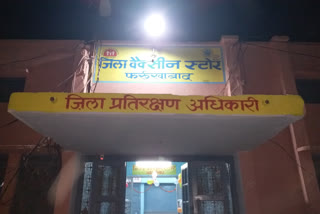 जिला वैक्सीन स्टोर
फर्रुखाबाद
जिला प्रतिरक्षण अधिकारी